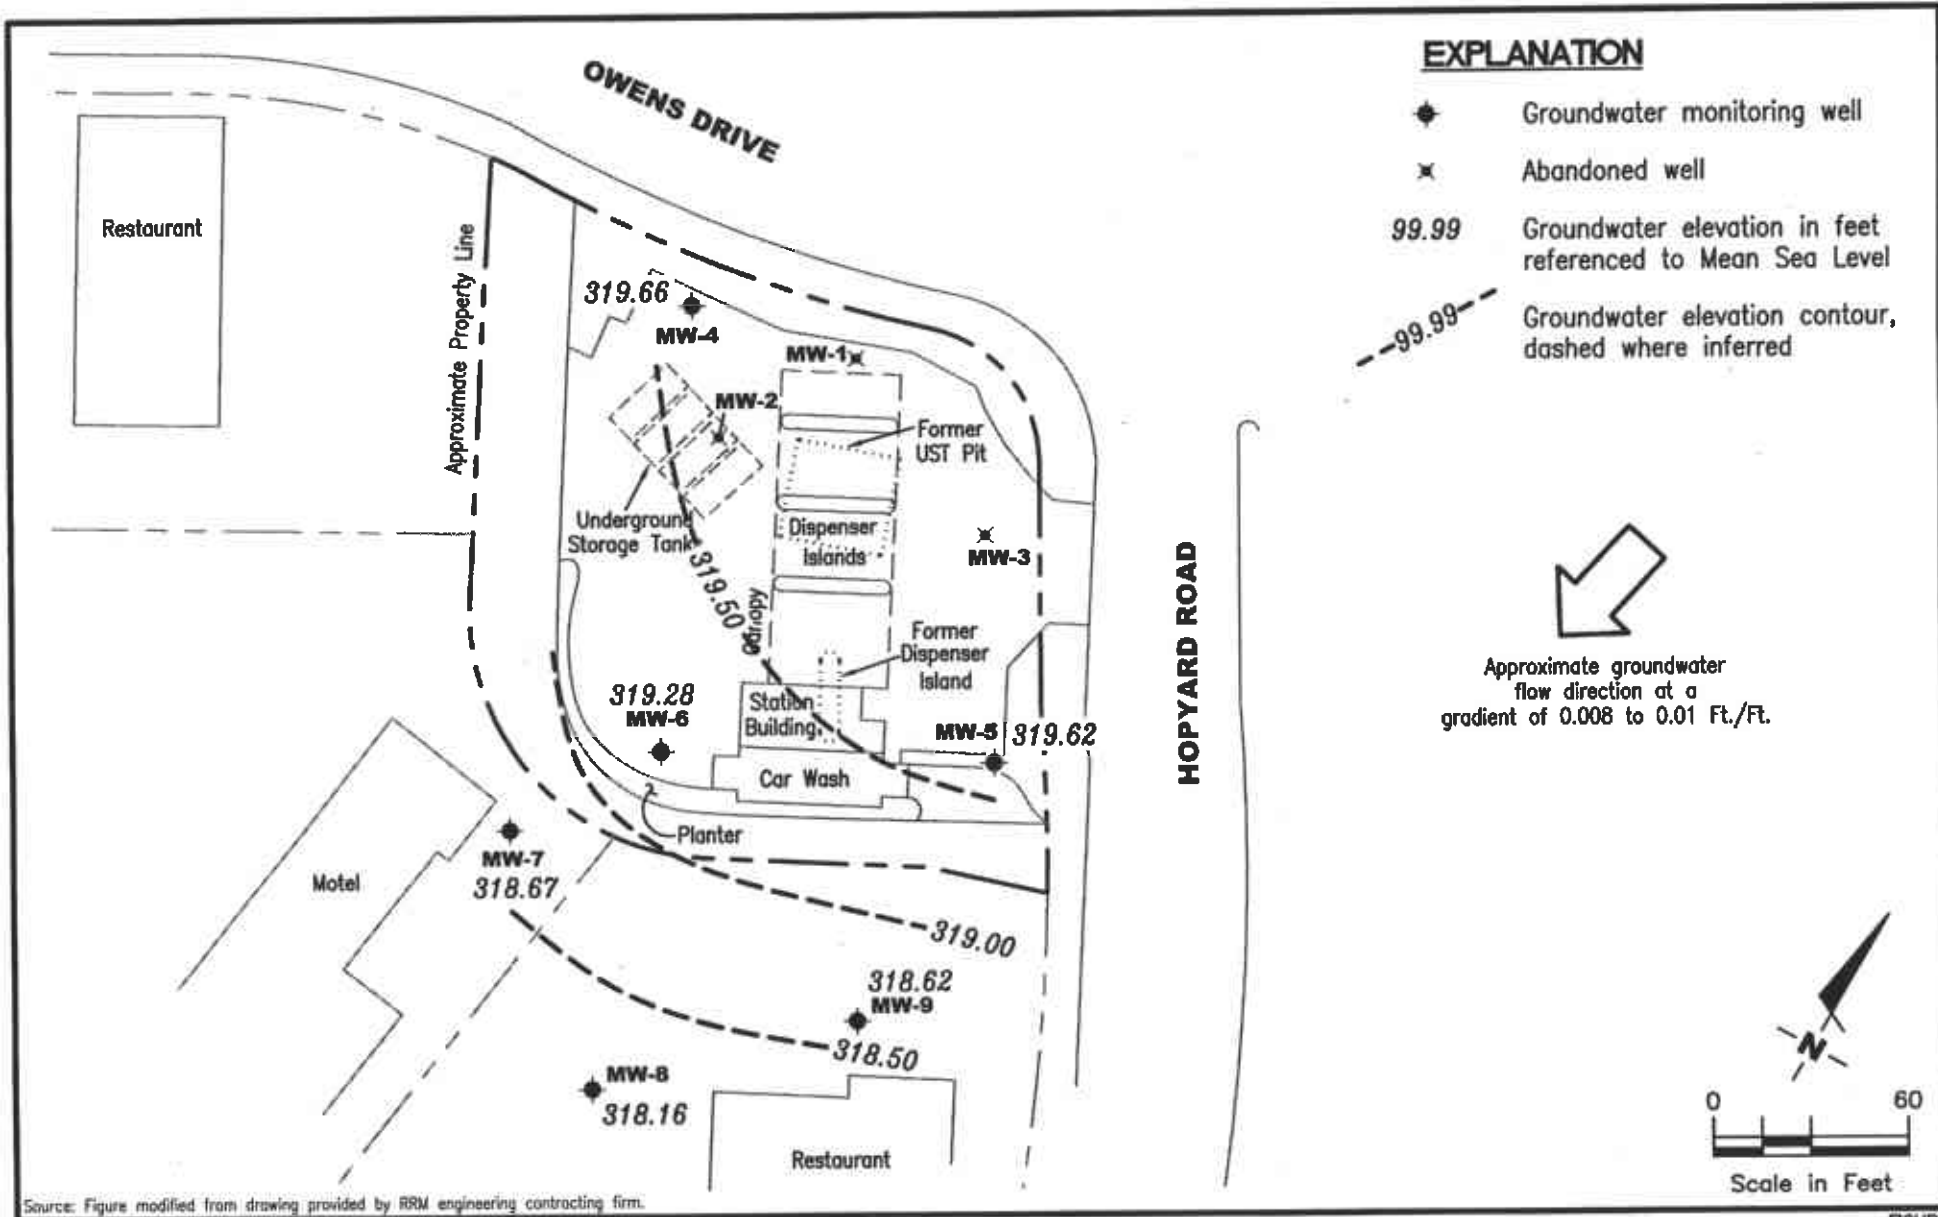 EXPLANATION
Groundwater monitoring well
Abandoned well
99.99
Groundwater elevation in feet
referenced to Mean Sea Level
99.99
Groundwater elevation contour,
dashed where inferred
OWENS DRIVE
Restaurant
Approximate Property Line
319.66
MW-4
MW-1
MW-2
Former
UST Pit
Underground
Storage Tank
Dispenser
Islands
MW-3
319.50
Canopy
Former
Dispenser
Island
HOPYARD ROAD
Approximate groundwater
flow direction at a
gradient of 0.008 to 0.01 Ft./Ft.
319.28
MW-6
Station
Building
MW-5
319.62
Car Wash
Planter
MW-7
318.67
Motel
319.00
318.62
MW-9
318.50
MW-8
318.16
Restaurant
N
0 60
Scale in Feet
Source: Figure modified from drawing provided by RRM engineering contracting firm.